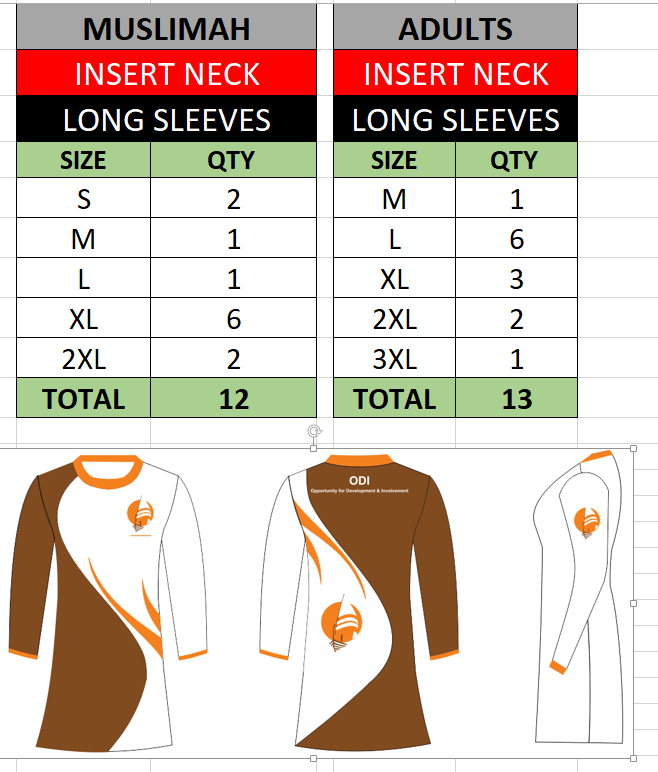 MUSLIMAH
INSERT NECK
LONG SLEEVES
SIZE QTY
S 2
M 1
L 1
XL 6
2XL 2
TOTAL 12
ADULTS
INSERT NECK
LONG SLEEVES
SIZE QTY
M 1
L 6
XL 3
2XL 2
3XL 1
TOTAL 13
ODI
Opportunity for Development & Involvement